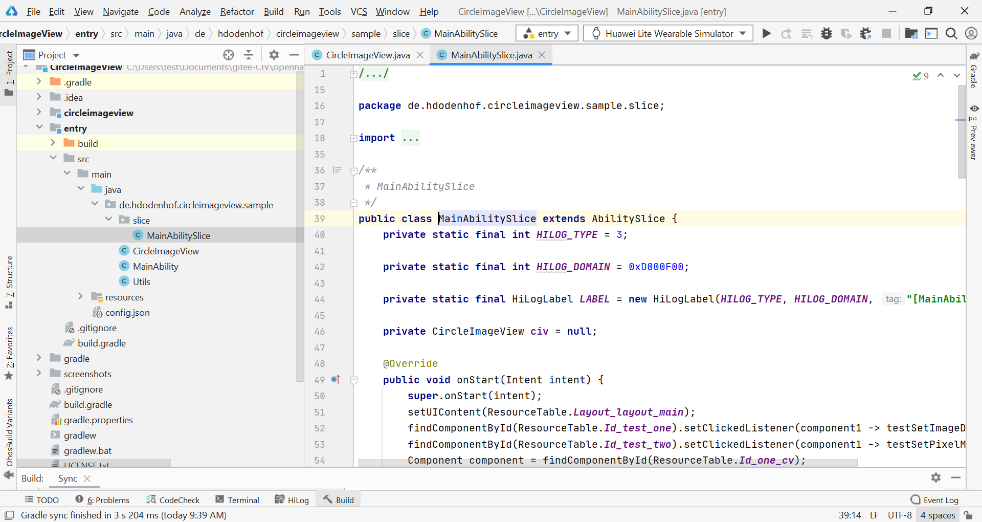 File Edit View Navigate Code Analyze Refactor Build Run Tools VCS Window Help CircleImageView [...\CircleImageView] - MainAbilitySlice.java [entry]
rcleImageView entry src main java de hdodenhof circleimageview sample slice MainAbilitySlice entry Huawei Lite Wearable Simulator
Project
CircleImageView.java
MainAbilitySlice.java
1: Project
CircleImageView C:\Users\test\Documents\gitee-CIV\openha
.gradle
.idea
circleimageview
entry
build
src
main
java
de.hdodenhof.circleimageview.sample
slice
MainAbilitySlice
CircleImageView
MainAbility
Utils
resources
config.json
.gitignore
build.gradle
gradle
screenshots
.gitignore
build.gradle
gradle.properties
gradlew
gradlew.bat
LICENSE.txt
7: Structure
2: Favorites
OhosBuild Variants
1 /.../
15
16 package de.hdodenhof.circleimageview.sample.slice;
17
18 import ...
35
36 /**
37 * MainAbilitySlice
38 */
39 public class MainAbilitySlice extends AbilitySlice {
40 private static final int HILOG_TYPE = 3;
41
42 private static final int HILOG_DOMAIN = 0xD000F00;
43
44 private static final HiLogLabel LABEL = new HiLogLabel(HILOG_TYPE, HILOG_DOMAIN, tag: "[MainAbil
45
46 private CircleImageView civ = null;
47
48 @Override
49 public void onStart(Intent intent) {
50 super.onStart(intent);
51 setUIContent(ResourceTable.Layout_layout_main);
52 findComponentById(ResourceTable.Id_test_one).setClickedListener(component1 -> testSetImageD
53 findComponentById(ResourceTable.Id_test_two).setClickedListener(component1 -> testSetPixelM
54 Component component = findComponentById(ResourceTable.Id_one_cv);
9
Gradle
Previewer
Build: Sync
TODO 6: Problems CodeCheck Terminal HiLog Build Event Log
Gradle sync finished in 3 s 204 ms (today 9:39 AM) 39:14 LF UTF-8 4 spaces